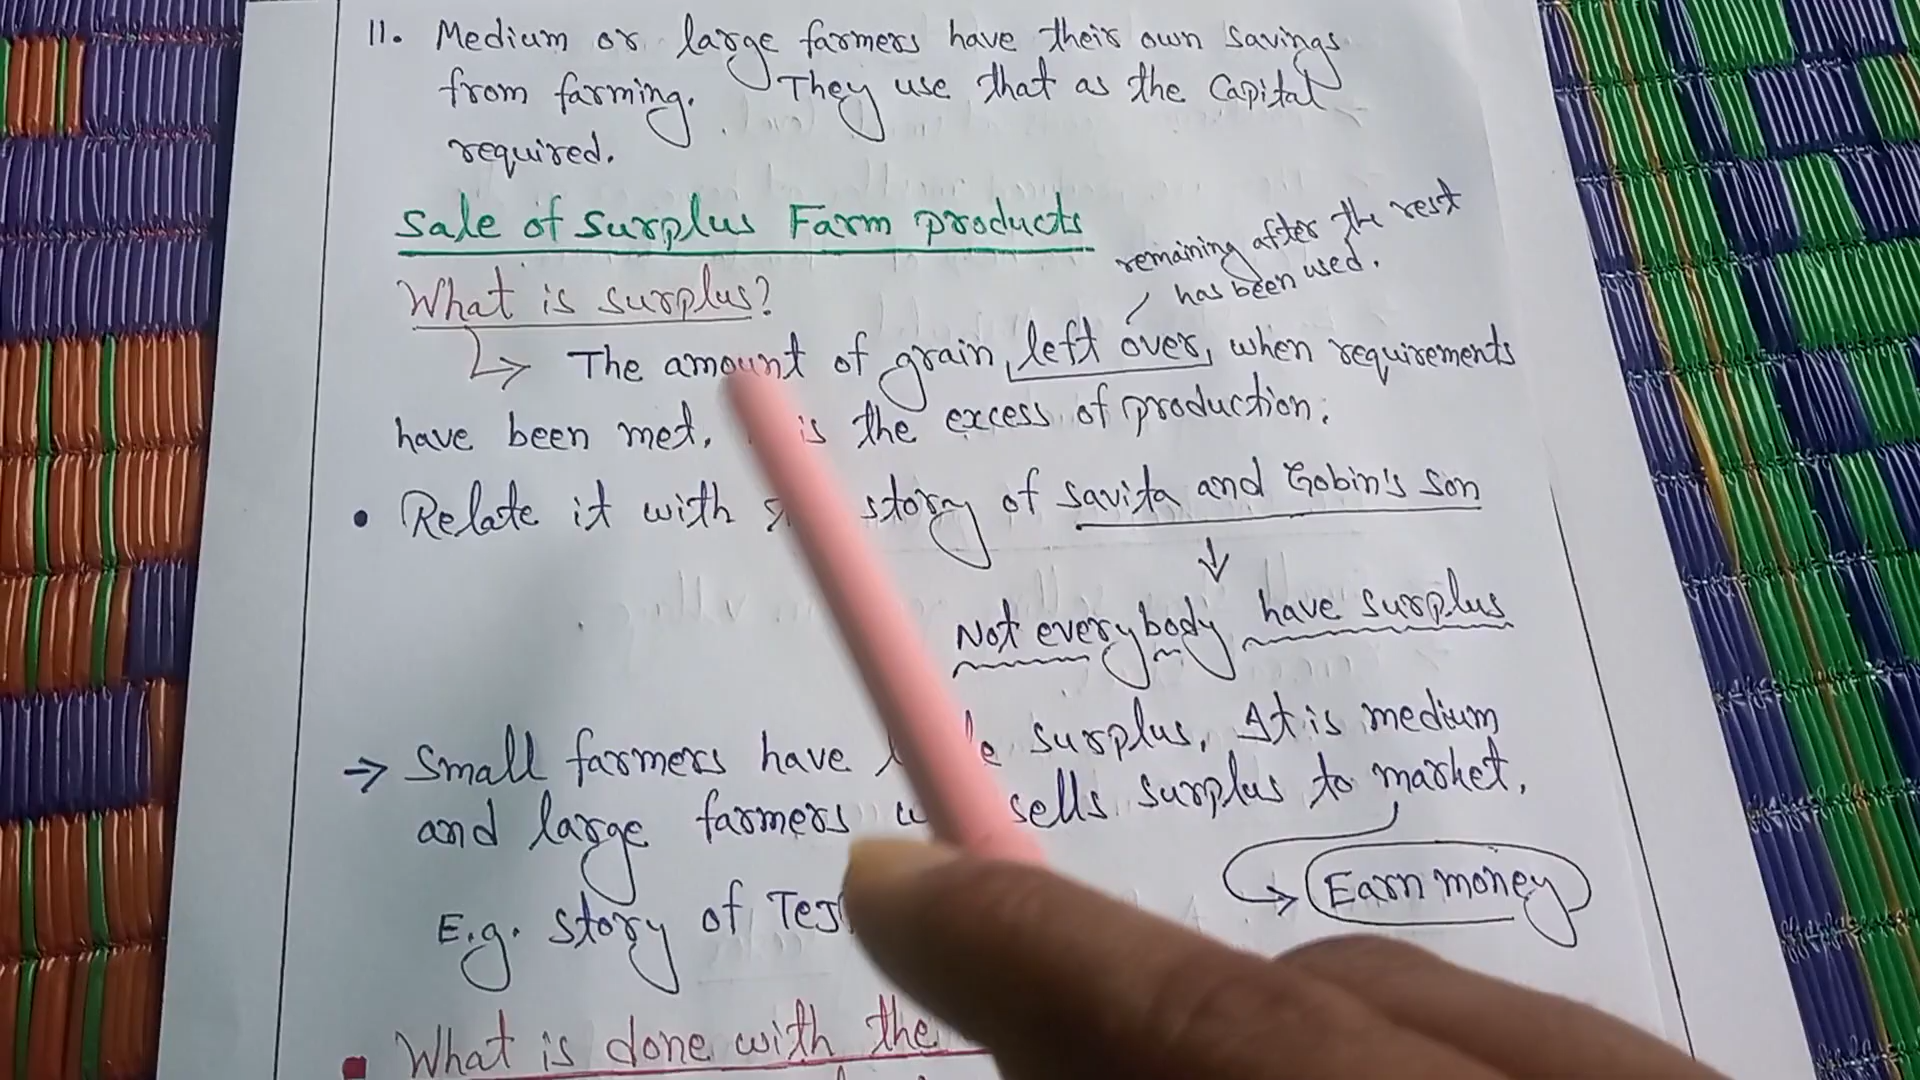 11. Medium or large farmers have their own savings
from farming. They use that as the capital
required.
Sale of Surplus Farm products
remaining after the rest
has been used.
What is surplus?
The amount of grain left over, when requirements
have been met. is the excess of production.
• Relate it with story of Savita and Gobin's son
Not everybody have surplus
→ Small farmers have surplus. It is medium
and large farmers sells surplus to market.
Earn money
E.g. story of
What is done with the